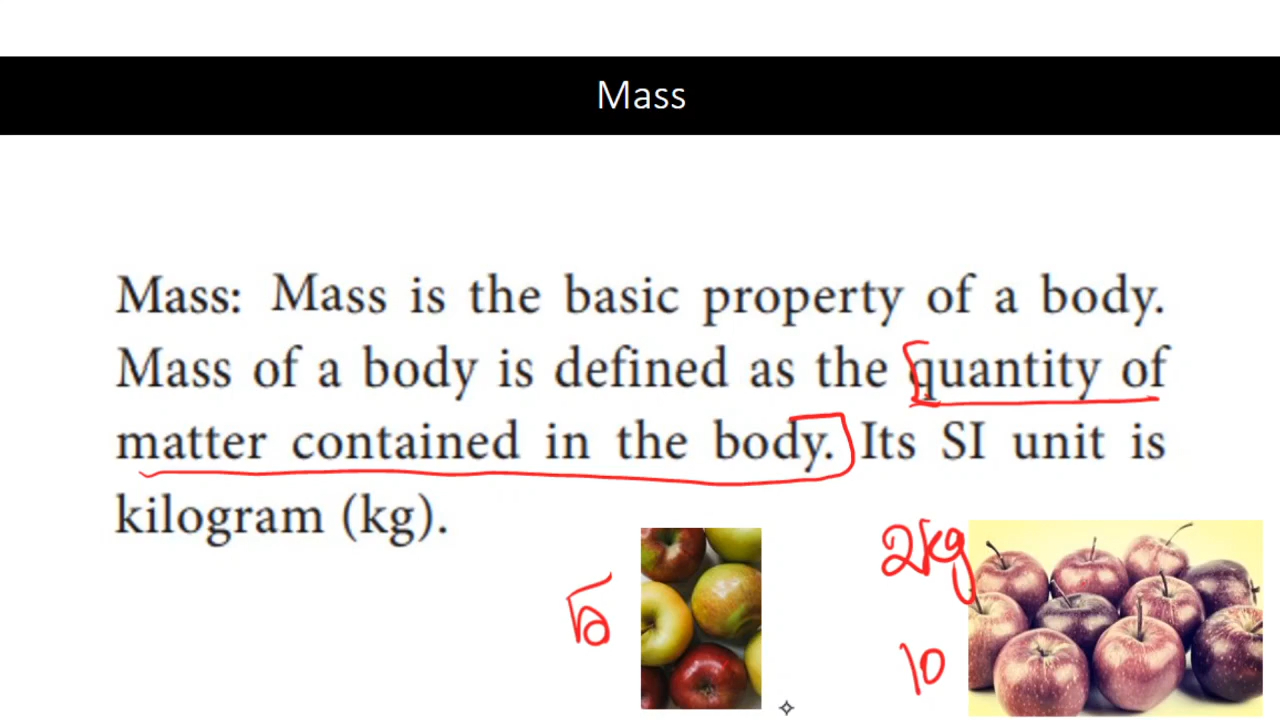 Mass
Mass: Mass is the basic property of a body.
Mass of a body is defined as the quantity of
matter contained in the body. Its SI unit is
kilogram (kg).
2kg
10